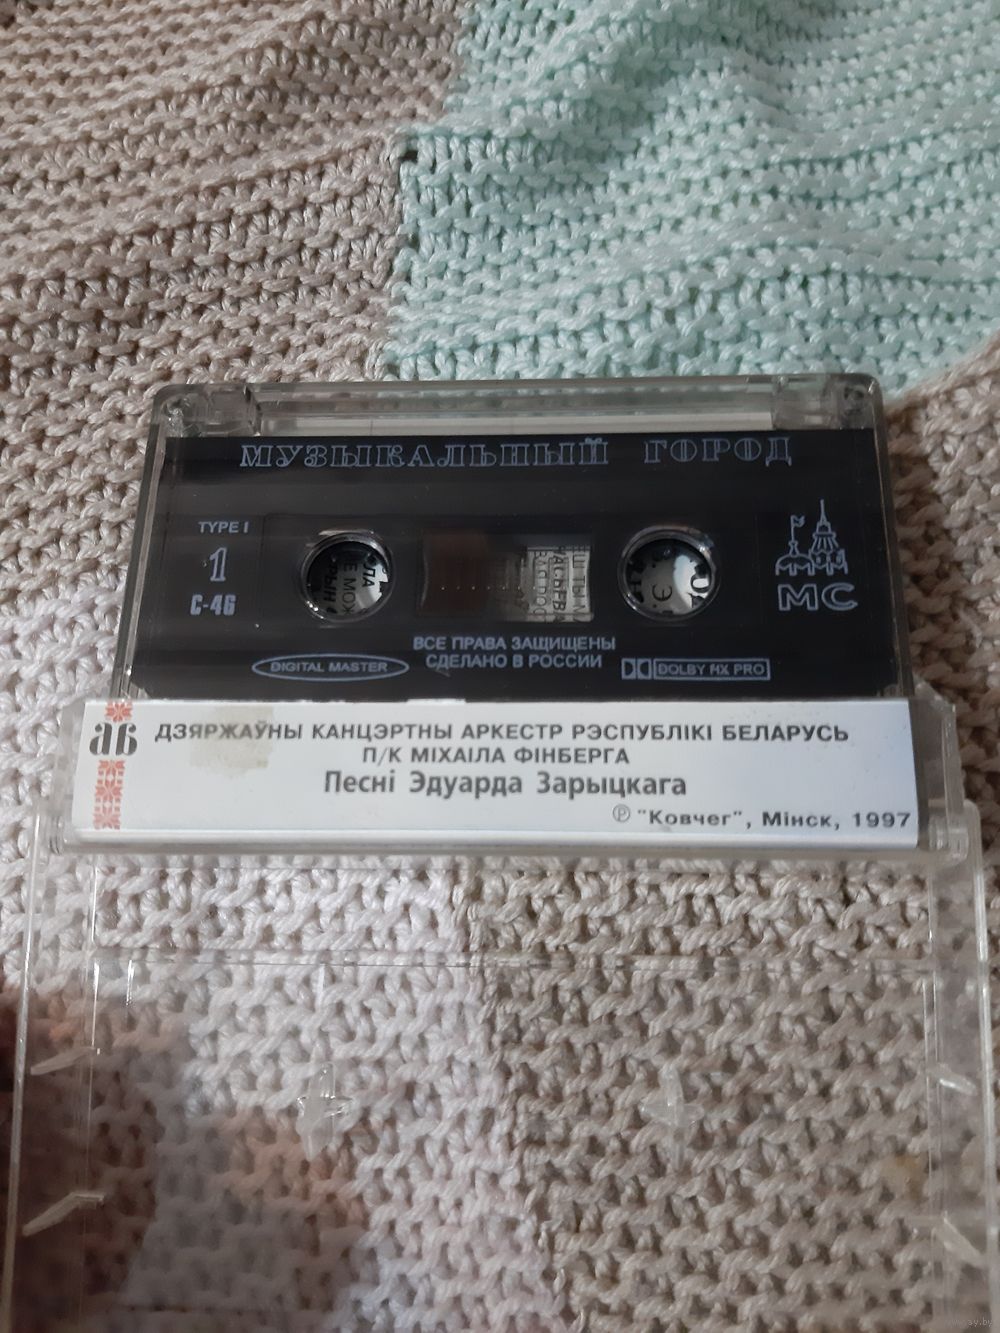 МУЗЫКАЛЬНЫЙ ГОРОД
TYPE I
1
C-46
МС
ВСЕ ПРАВА ЗАЩИЩЕНЫ
СДЕЛАНО В РОССИИ
DIGITAL MASTER
DOLBY HX PRO
аБ
ДЗЯРЖАЎНЫ КАНЦЭРТНЫ АРКЕСТР РЭСПУБЛІКІ БЕЛАРУСЬ
П/К МІХАІЛА ФІНБЕРГА
Песні Эдуарда Зарыцкага
℗ "Ковчег", Мінск, 1997